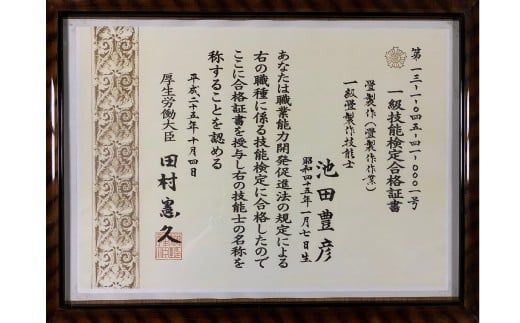 第一三-1-〇四五-41-〇〇〇一号
一級技能検定合格証書
畳製作(畳製作作業)
一級畳製作技能士
池田豊彦
昭和四十五年一月七日生
あなたは職業能力開発促進法の規定による
右の職種に係る技能検定に合格したので
ここに合格証書を授与し右の技能士の名称を
称することを認める
平成二十五年十月四日
厚生労働大臣 田村憲久